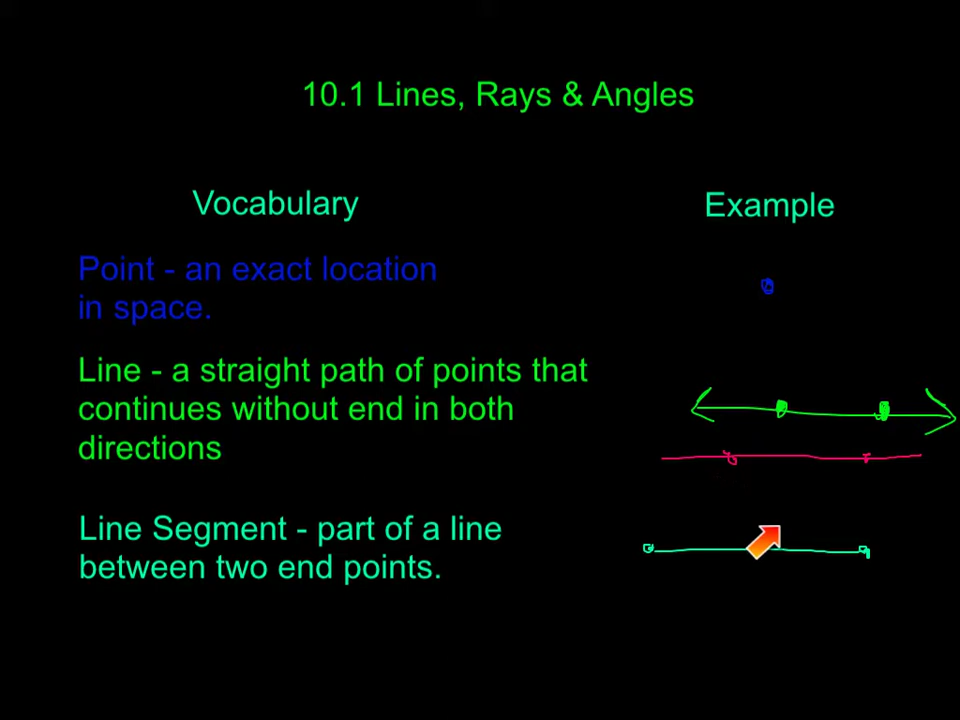 10.1 Lines, Rays & Angles
Vocabulary
Example
Point - an exact location
in space.
Line - a straight path of points that
continues without end in both
directions
Line Segment - part of a line
between two end points.